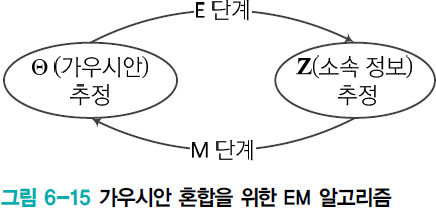 E 단계
Θ (가우시안)
추정
Z(소속 정보)
추정
M 단계
그림 6-15 가우시안 혼합을 위한 EM 알고리즘